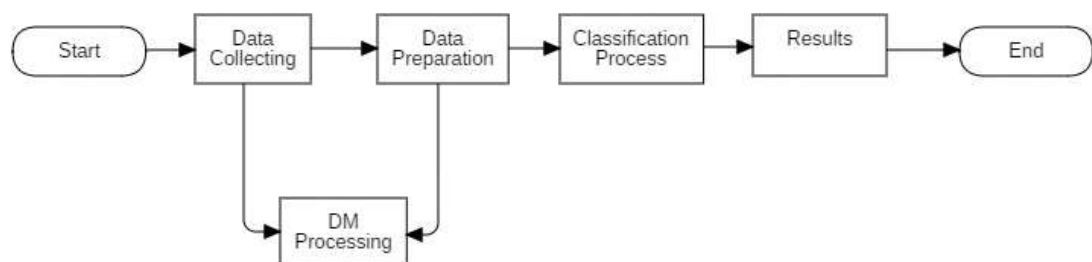 Start
Data
Collecting
Data
Preparation
Classification
Process
Results
End
DM
Processing